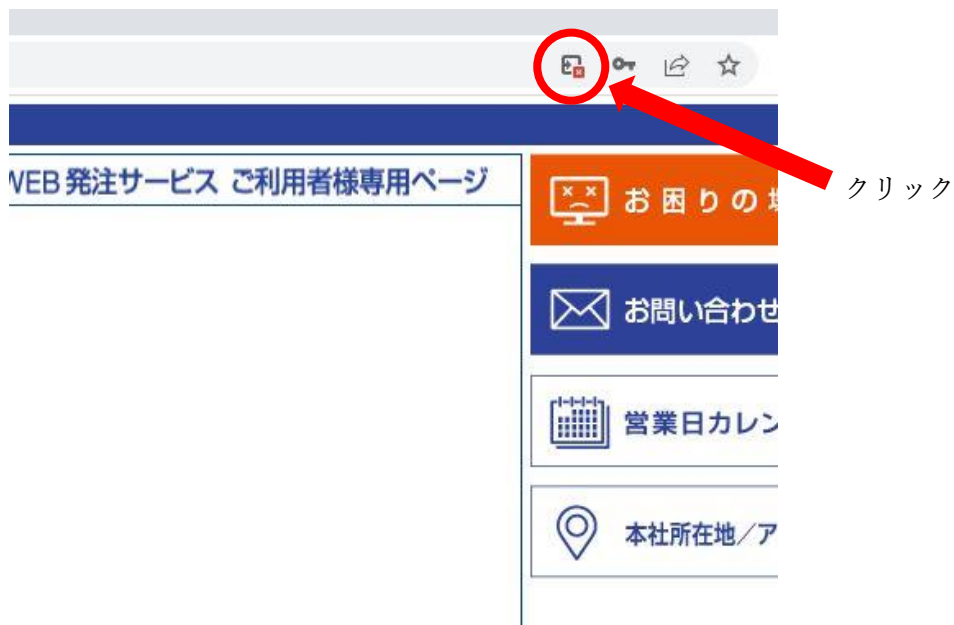 WEB発注サービス ご利用者様専用ページ
クリック
お困りの
お問い合わせ
営業日カレン
本社所在地／ア